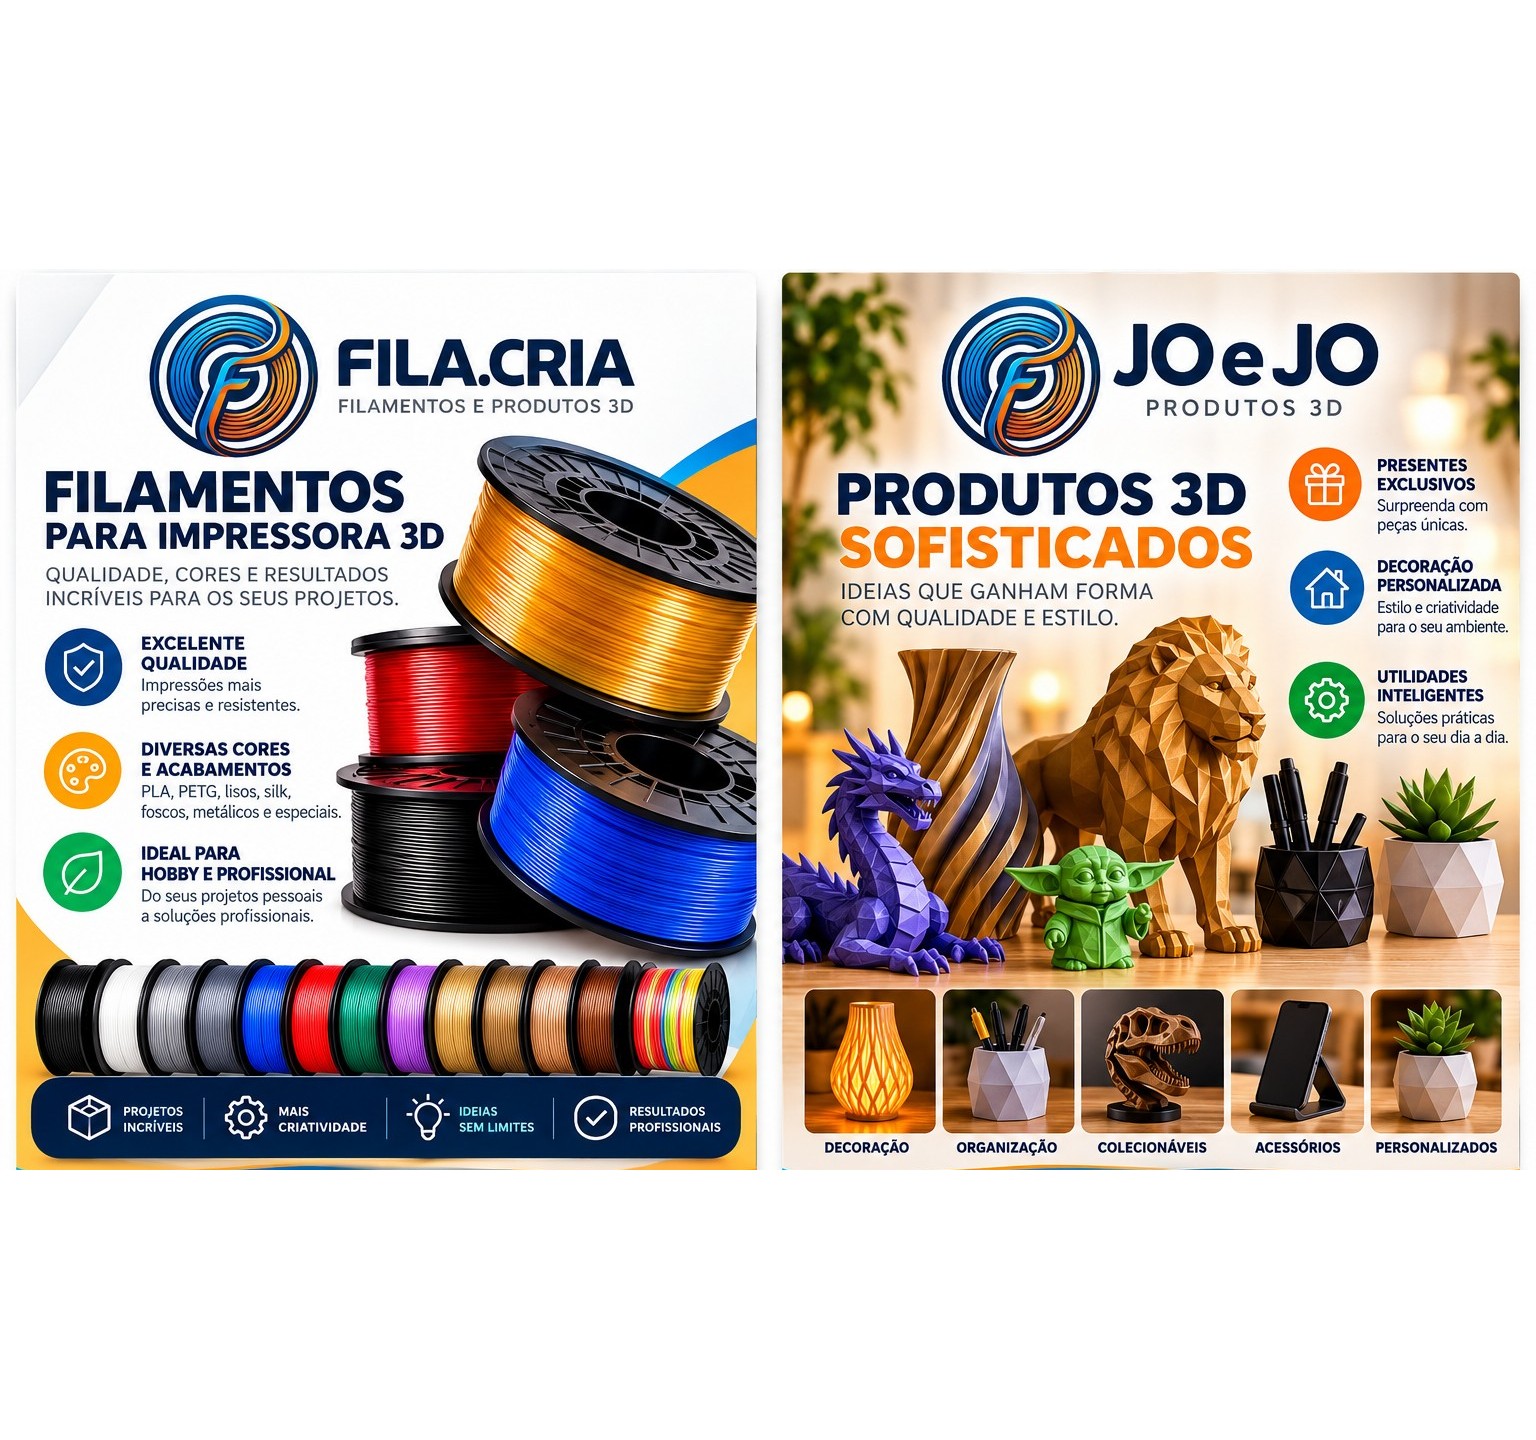 FILA.CRIA
FILAMENTOS E PRODUTOS 3D
FILAMENTOS
PARA IMPRESSORA 3D
QUALIDADE, CORES E RESULTADOS
INCRÍVEIS PARA OS SEUS PROJETOS.
EXCELENTE
QUALIDADE
Impressões mais
precisas e resistentes.
DIVERSAS CORES
E ACABAMENTOS
PLA, PETG, lisos, silk,
foscos, metálicos e especiais.
IDEAL PARA
HOBBY E PROFISSIONAL
Do seus projetos pessoais
a soluções profissionais.
PROJETOS
INCRÍVEIS
MAIS
CRIATIVIDADE
IDEIAS
SEM LIMITES
RESULTADOS
PROFISSIONAIS
JO e JO
PRODUTOS 3D
PRODUTOS 3D
SOFISTICADOS
IDEIAS QUE GANHAM FORMA
COM QUALIDADE E ESTILO.
PRESENTES
EXCLUSIVOS
Surpreenda com
peças únicas.
DECORAÇÃO
PERSONALIZADA
Estilo e criatividade
para o seu ambiente.
UTILIDADES
INTELIGENTES
Soluções práticas
para o seu dia a dia.
DECORAÇÃO
ORGANIZAÇÃO
COLECIONÁVEIS
ACESSÓRIOS
PERSONALIZADOS